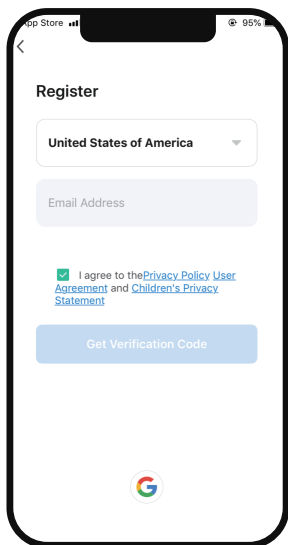 App Store 95%
Register
United States of America
Email Address
I agree to thePrivacy Policy User
Agreement and Children's Privacy
Statement
Get Verification Code
G